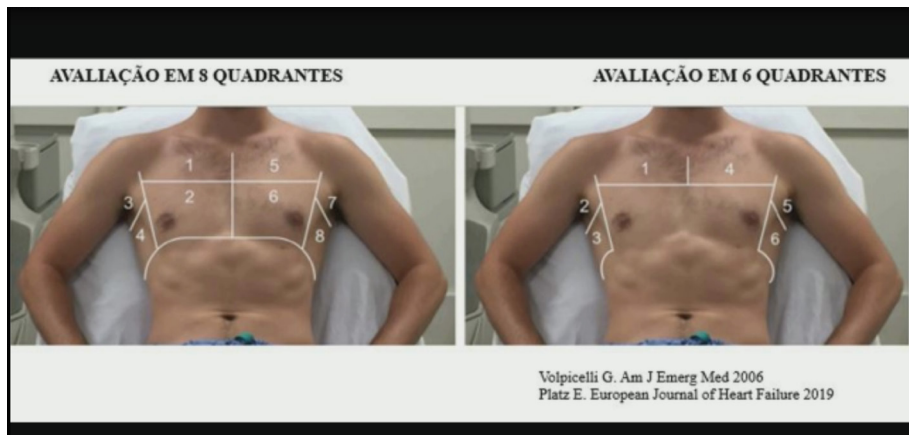 AVALIAÇÃO EM 8 QUADRANTES
1 5
2 6
3 7
4 8
AVALIAÇÃO EM 6 QUADRANTES
1 4
2 5
3 6
Volpicelli G. Am J Emerg Med 2006
Platz E. European Journal of Heart Failure 2019